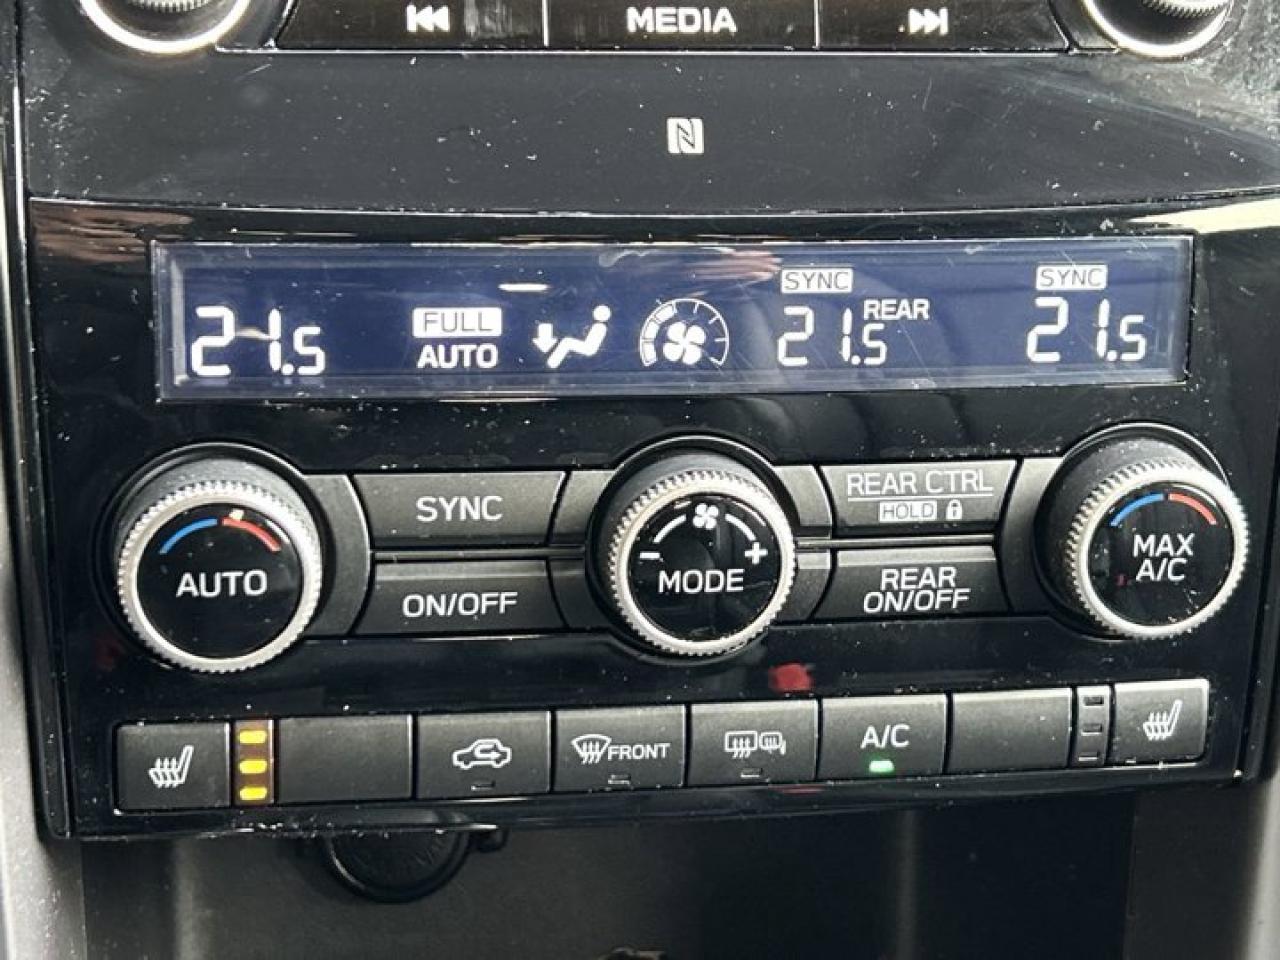 MEDIA
N
SYNC SYNC
21.5 FULL AUTO 21.5 REAR 21.5
SYNC
ON/OFF
AUTO
MODE
- +
REAR CTRL
HOLD
REAR
ON/OFF
MAX
A/C
FRONT
A/C